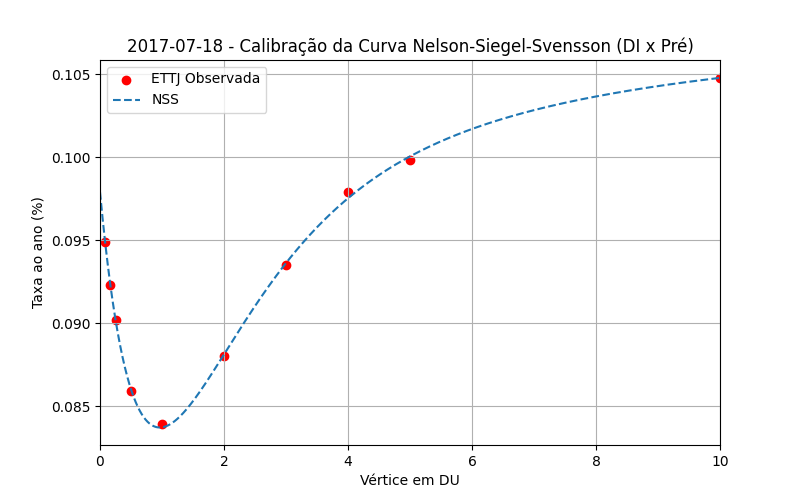 2017-07-18 - Calibração da Curva Nelson-Siegel-Svensson (DI x Pré)
ETTJ Observada
NSS
Taxa ao ano (%)
0.105
0.100
0.095
0.090
0.085
0 2 4 6 8 10
Vértice em DU